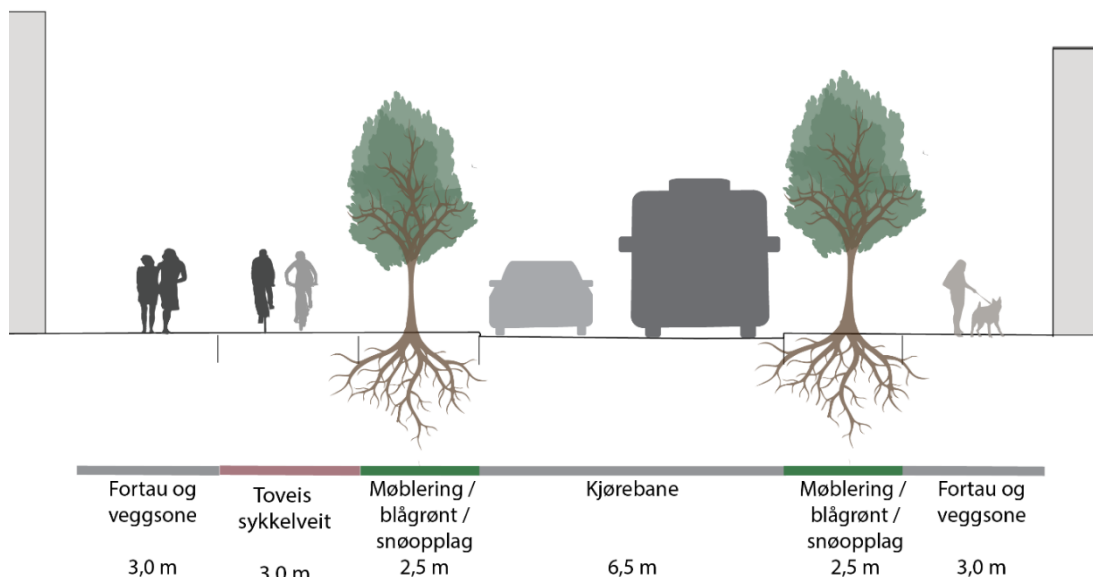 Fortau og
veggsone
3,0 m
Toveis
sykkelveit
3,0 m
Møblering /
blågrønt /
snøopplag
2,5 m
Kjørebane
6,5 m
Møblering /
blågrønt /
snøopplag
2,5 m
Fortau og
veggsone
3,0 m